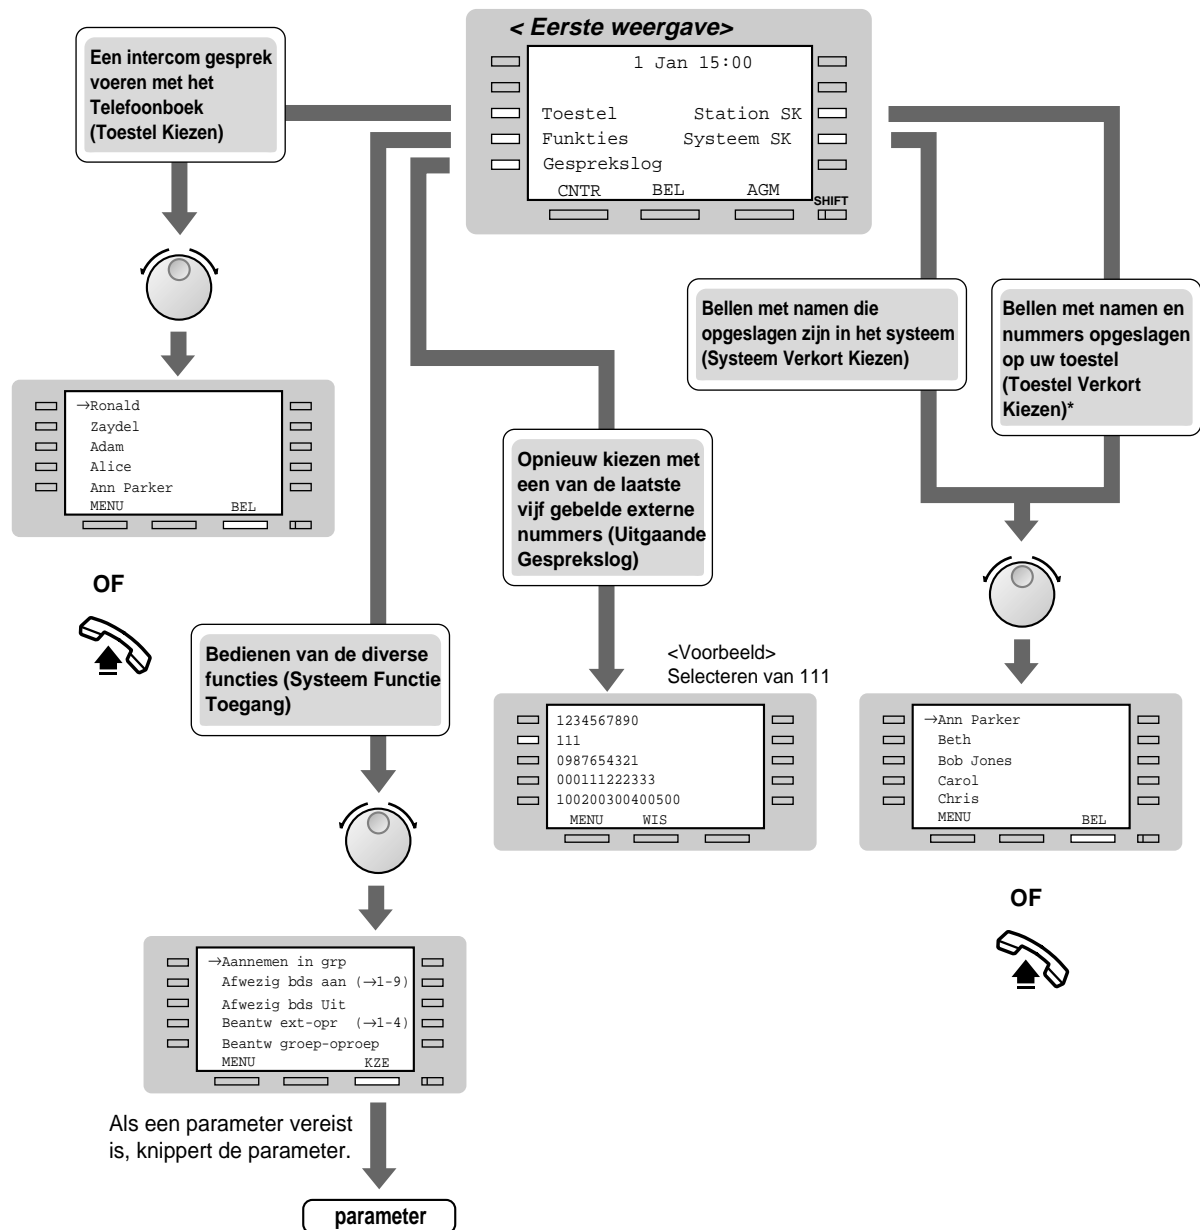 < Eerste weergave>
1 Jan 15:00
Toestel Station SK
Funkties Systeem SK
Gesprekslog
CNTR BEL AGM
SHIFT
Een intercom gesprek
voeren met het
Telefoonboek
(Toestel Kiezen)
→Ronald
Zaydel
Adam
Alice
Ann Parker
MENU BEL
OF
Bedienen van de diverse
functies (Systeem Functie
Toegang)
→Aannemen in grp
Afwezig bds aan (→1-9)
Afwezig bds Uit
Beantw ext-opr (→1-4)
Beantw groep-oproep
MENU KZE
Als een parameter vereist
is, knippert de parameter.
parameter
Opnieuw kiezen met
een van de laatste
vijf gebelde externe
nummers (Uitgaande
Gesprekslog)
<Voorbeeld>
Selecteren van 111
1234567890
111
0987654321
000111222333
100200300400500
MENU WIS
Bellen met namen die
opgeslagen zijn in het systeem
(Systeem Verkort Kiezen)
Bellen met namen en
nummers opgeslagen
op uw toestel
(Toestel Verkort
Kiezen)*
→Ann Parker
Beth
Bob Jones
Carol
Chris
MENU BEL
OF